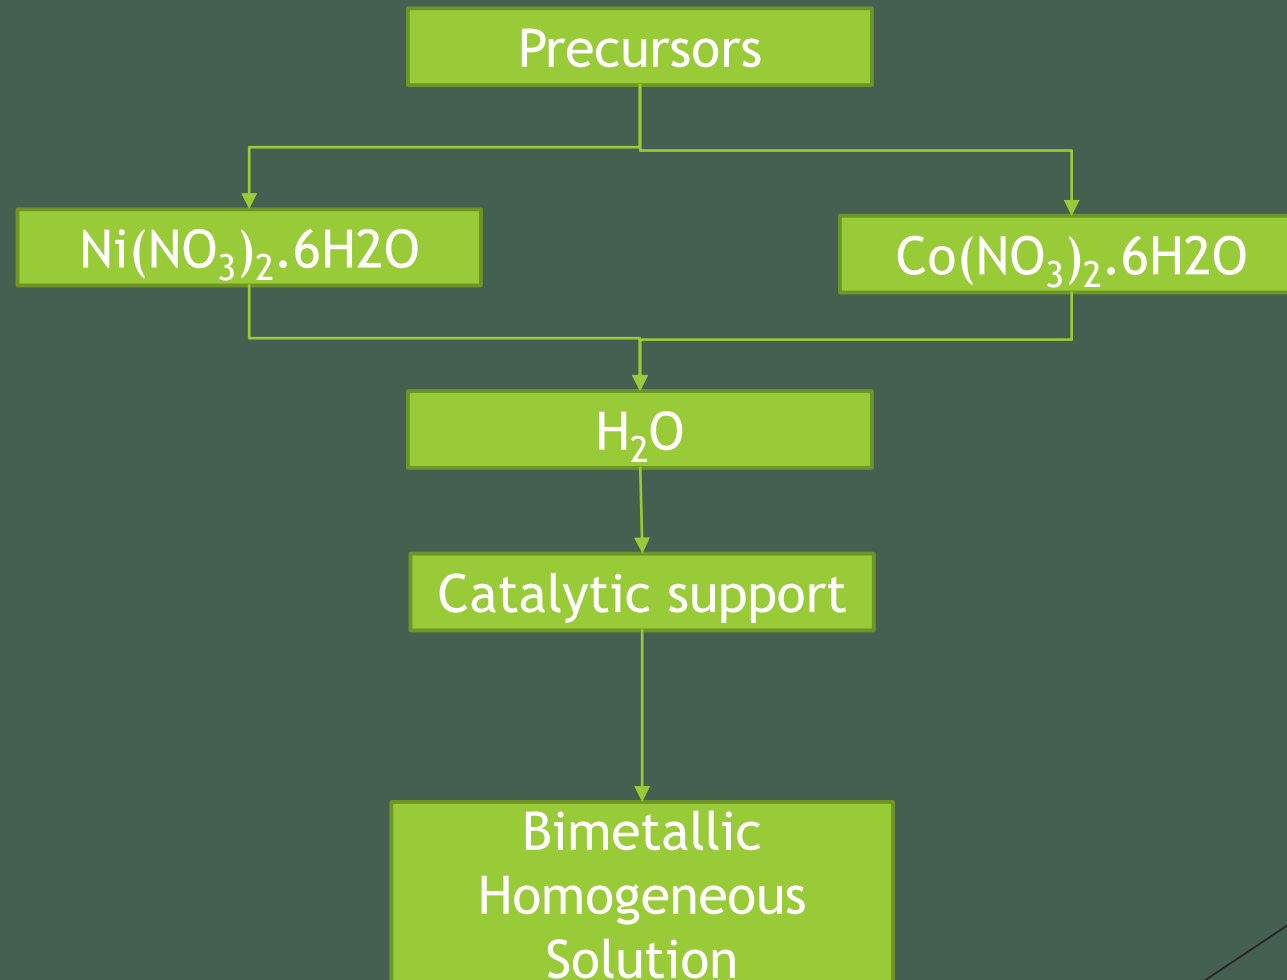 Precursors
Ni(NO₃)₂.6H2O
Co(NO₃)₂.6H2O
H₂O
Catalytic support
Bimetallic
Homogeneous
Solution